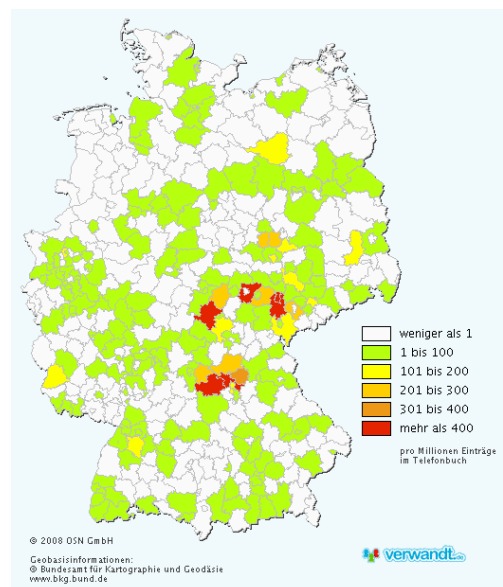 weniger als 1
1 bis 100
101 bis 200
201 bis 300
301 bis 400
mehr als 400
pro Millionen Einträge
im Telefonbuch
© 2008 OSN GmbH
Geobasisinformationen:
© Bundesamt für Kartographie und Geodäsie
www.bkg.bund.de
verwandt.de